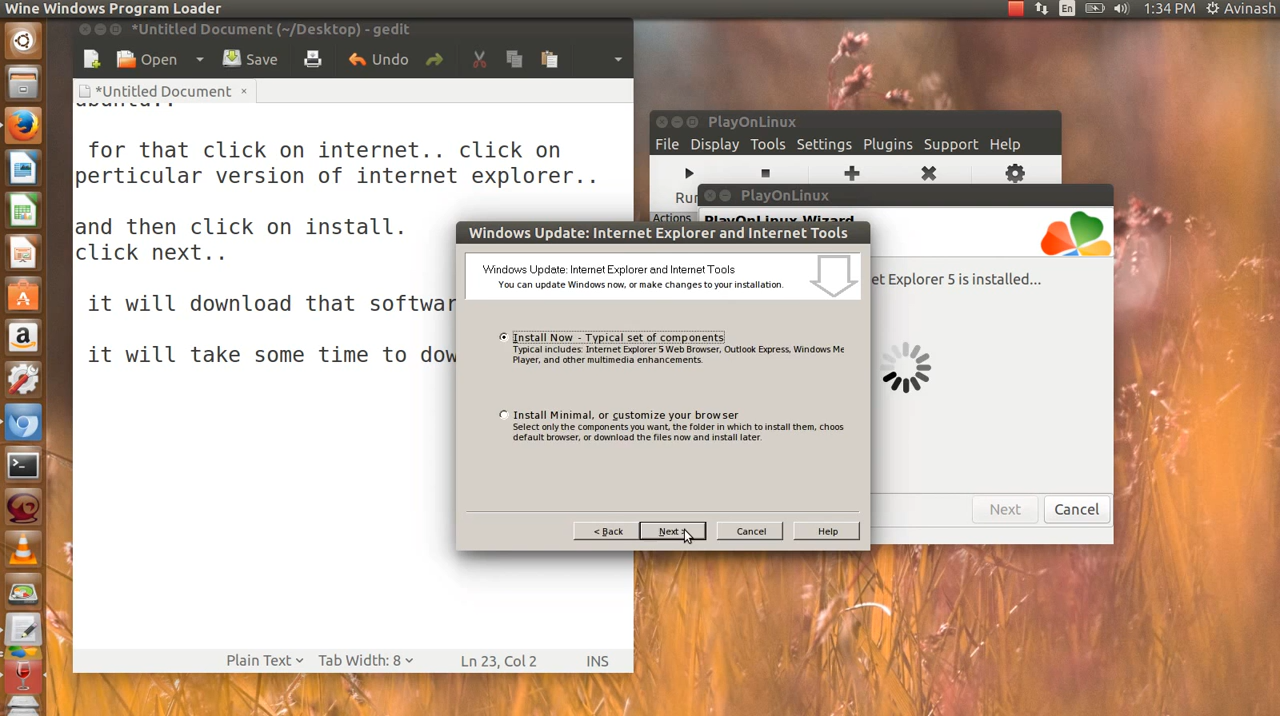 Wine Windows Program Loader
En
1:34 PM
Avinash
*Untitled Document (~/Desktop) - gedit
Open
Save
Undo
*Untitled Document ×
ubuntu..
for that click on internet.. click on
perticular version of internet explorer..
and then click on install.
click next..
it will download that softwar
it will take some time to dow
Plain Text
Tab Width: 8
Ln 23, Col 2
INS
PlayOnLinux
File
Display
Tools
Settings
Plugins
Support
Help
Run
Actions
PlayOnLinux
PlayOnLinux Wizard
et Explorer 5 is installed...
Next
Cancel
Windows Update: Internet Explorer and Internet Tools
Windows Update: Internet Explorer and Internet Tools
You can update Windows now, or make changes to your installation.
Install Now - Typical set of components
Typical includes: Internet Explorer 5 Web Browser, Outlook Express, Windows Me
Player, and other multimedia enhancements.
Install Minimal, or customize your browser
Select only the components you want, the folder in which to install them, choos
default browser, or download the files now and install later.
< Back
Next >
Cancel
Help